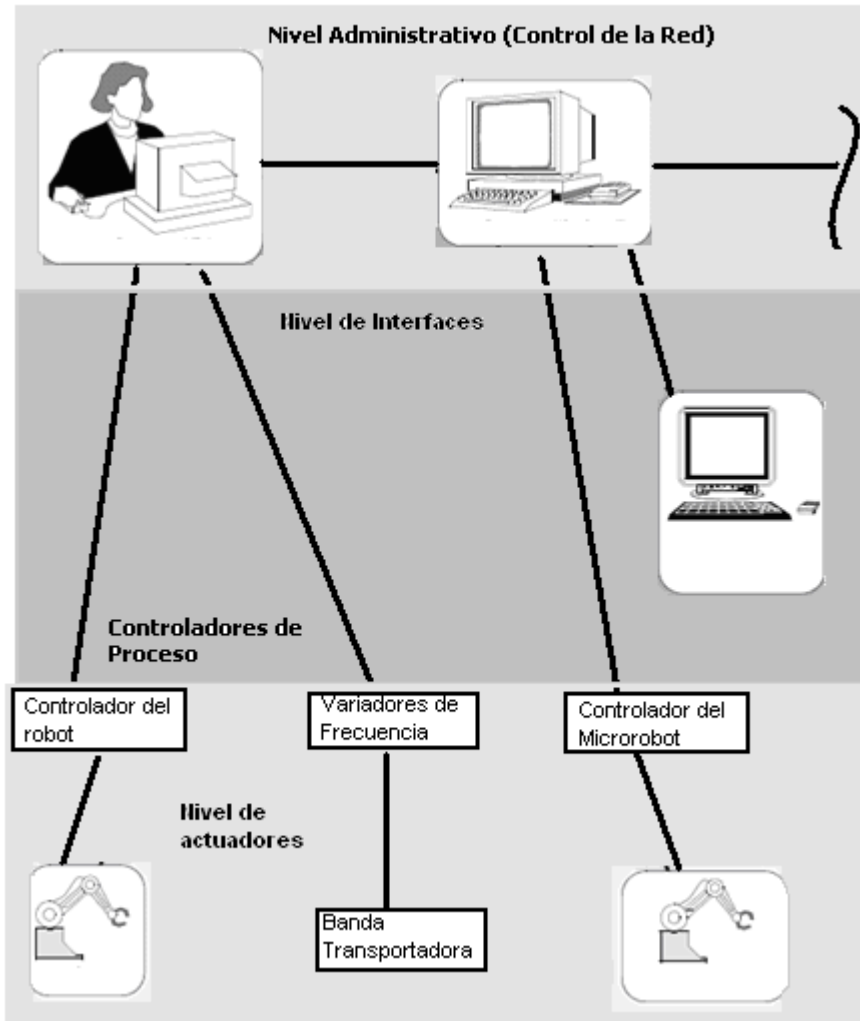 Nivel Administrativo (Control de la Red)
Nivel de Interfaces
Controladores de
Proceso
Controlador del
robot
Variadores de
Frecuencia
Controlador del
Microrobot
Nivel de
actuadores
Banda
Transportadora